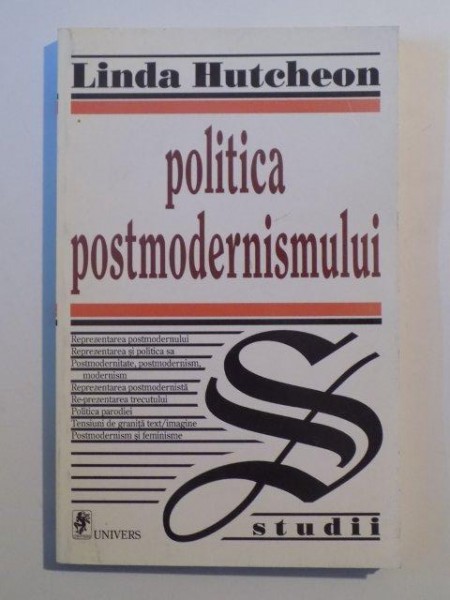 Linda Hutcheon
politica
postmodernismului
Reprezentarea postmodernului
Reprezentarea și politica sa
Postmodernitate, postmodernism,
modernism
Reprezentarea postmodernistă
Re-prezentarea trecutului
Politica parodiei
Tensiuni de graniță text/imagine
Postmodernism și feminisme
S
studii
UNIVERS